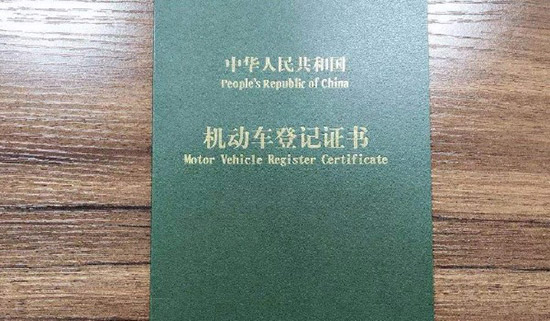 中华人民共和国
People's Republic of China
机动车登记证书
Motor Vehicle Register Certificate